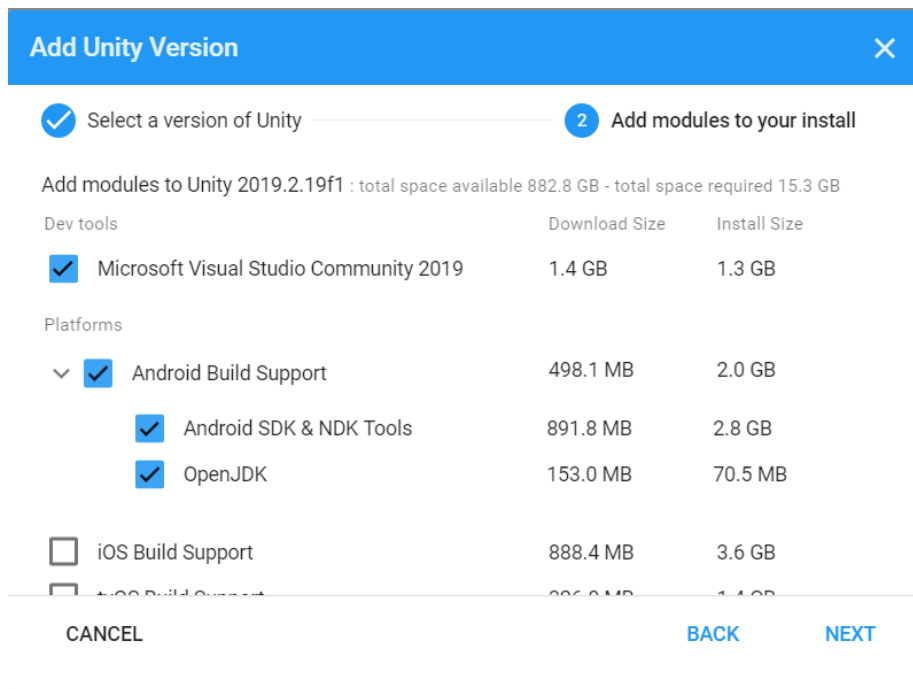 Add Unity Version
Select a version of Unity 2 Add modules to your install
Add modules to Unity 2019.2.19f1 : total space available 882.8 GB - total space required 15.3 GB
Dev tools Download Size Install Size
Microsoft Visual Studio Community 2019 1.4 GB 1.3 GB
Platforms
Android Build Support 498.1 MB 2.0 GB
Android SDK & NDK Tools 891.8 MB 2.8 GB
OpenJDK 153.0 MB 70.5 MB
iOS Build Support 888.4 MB 3.6 GB
tvOS Build Support
CANCEL BACK NEXT